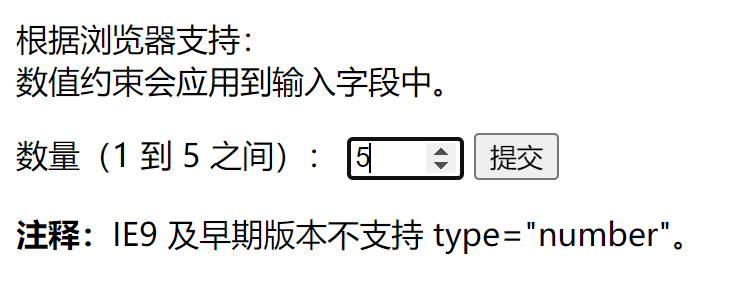 根据浏览器支持：
数值约束会应用到输入字段中。
数量（1 到 5 之间）： 5 提交
注释：IE9 及早期版本不支持 type="number"。